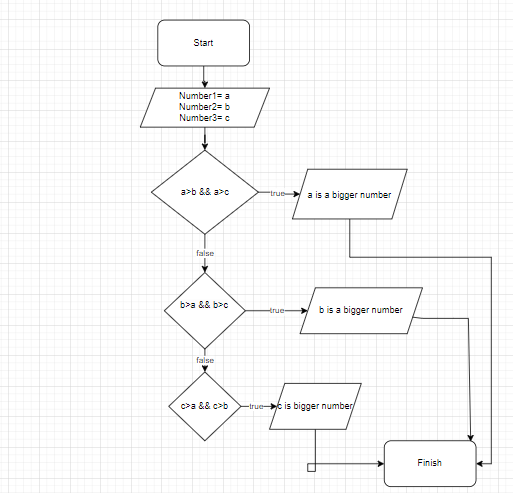 Start
Number1= a
Number2= b
Number3= c
a>b && a>c
true
a is a bigger number
false
b>a && b>c
true
b is a bigger number
false
c>a && c>b
true
c is bigger number
Finish